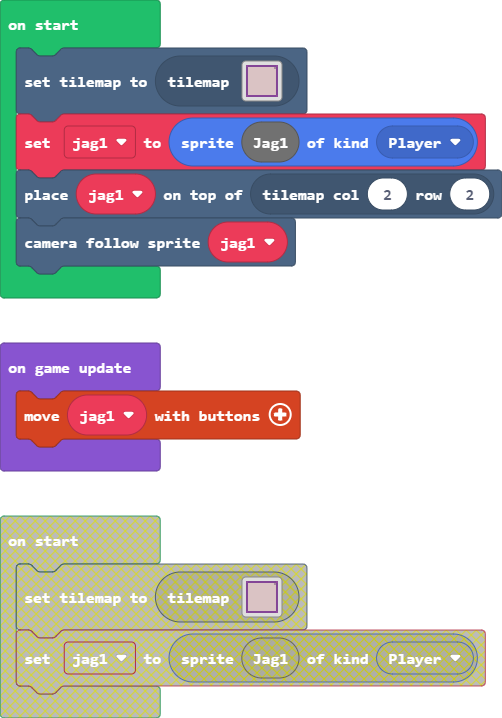 on start
set tilemap to tilemap
set jag1 to sprite Jag1 of kind Player
place jag1 on top of tilemap col 2 row 2
camera follow sprite jag1
on game update
move jag1 with buttons
on start
set tilemap to tilemap
set jag1 to sprite Jag1 of kind Player